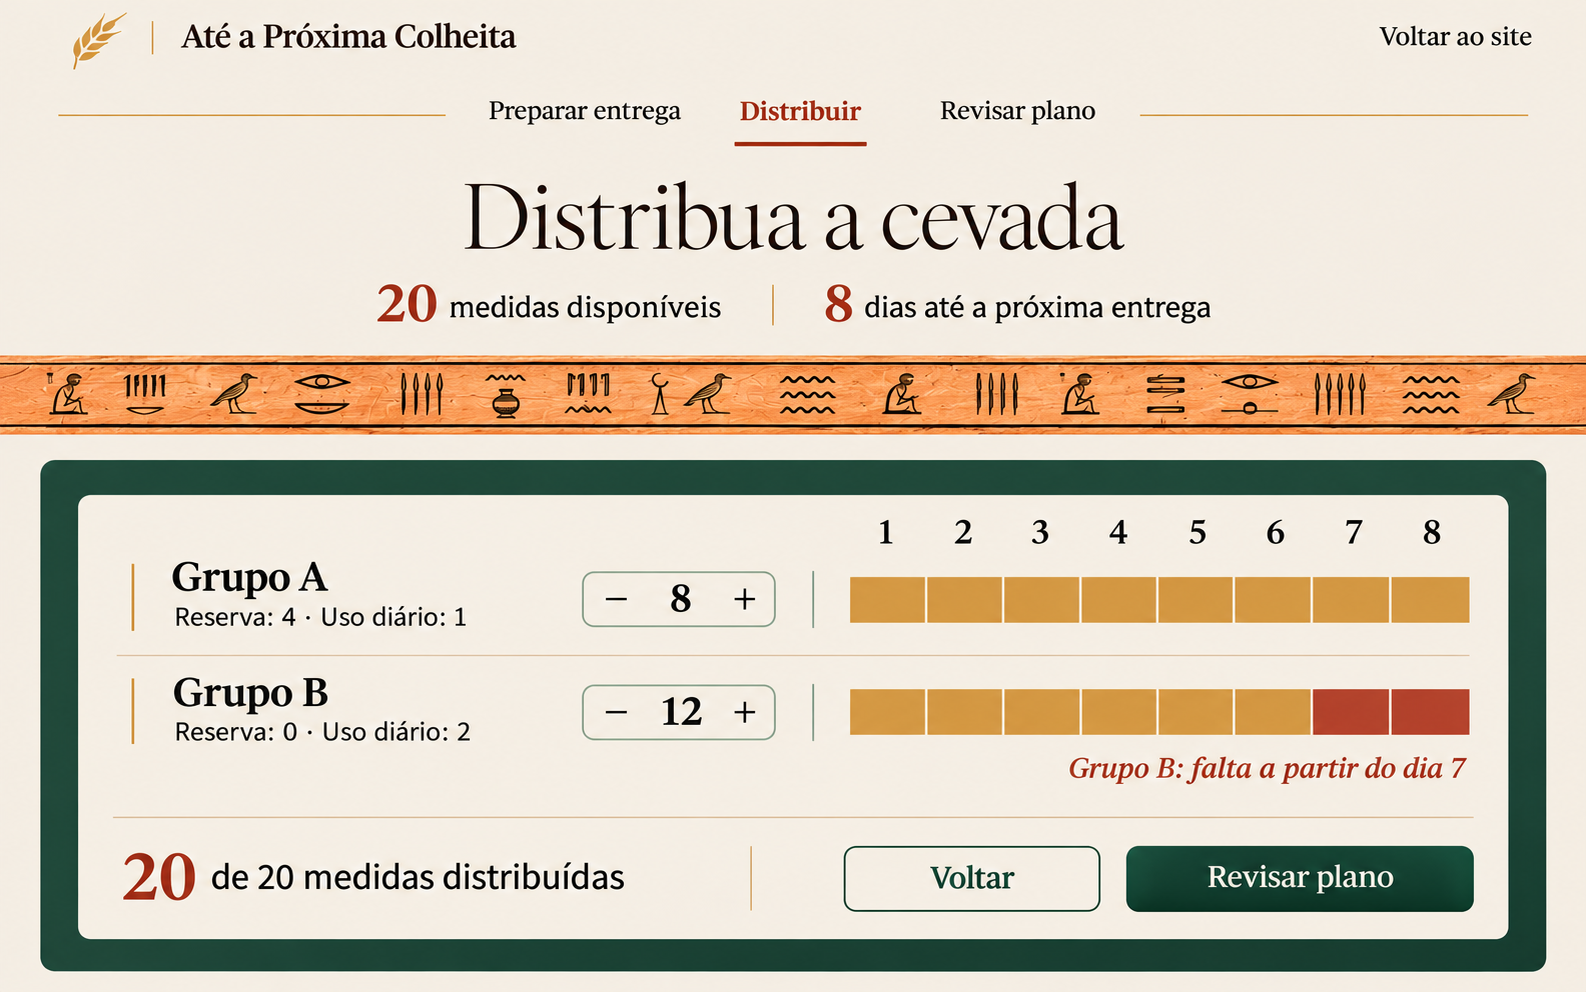 Até a Próxima Colheita
Voltar ao site
Preparar entrega
Distribuir
Revisar plano
Distribua a cevada
20 medidas disponíveis
8 dias até a próxima entrega
1 2 3 4 5 6 7 8
Grupo A
Reserva: 4 · Uso diário: 1
− 8 +
Grupo B
Reserva: 0 · Uso diário: 2
− 12 +
Grupo B: falta a partir do dia 7
20 de 20 medidas distribuídas
Voltar
Revisar plano